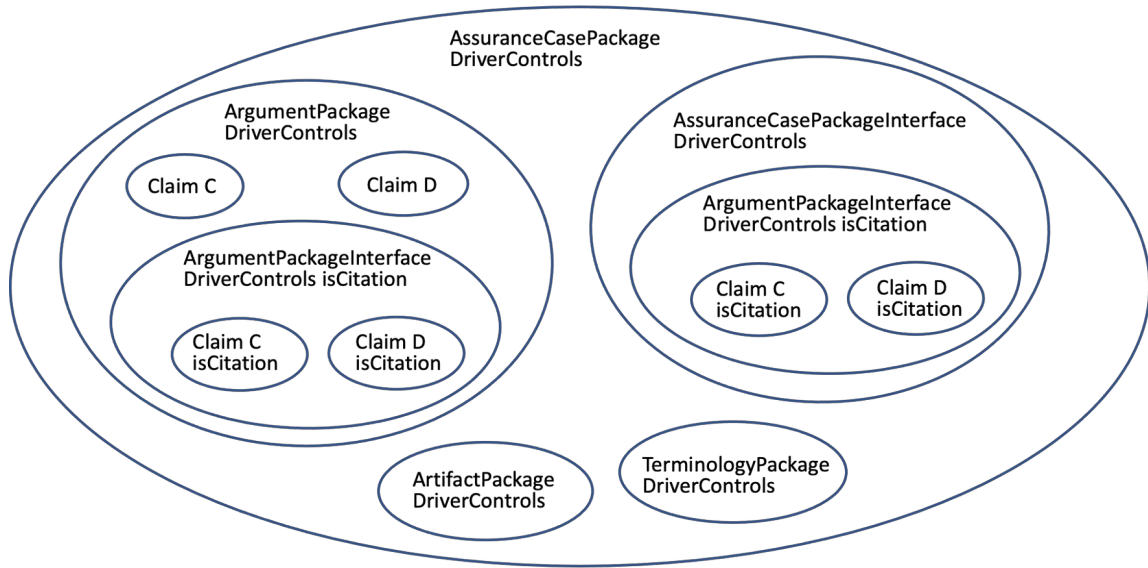 AssuranceCasePackage
DriverControls
ArgumentPackage
DriverControls
Claim C
Claim D
ArgumentPackageInterface
DriverControls isCitation
Claim C
isCitation
Claim D
isCitation
AssuranceCasePackageInterface
DriverControls
ArgumentPackageInterface
DriverControls isCitation
Claim C
isCitation
Claim D
isCitation
ArtifactPackage
DriverControls
TerminologyPackage
DriverControls